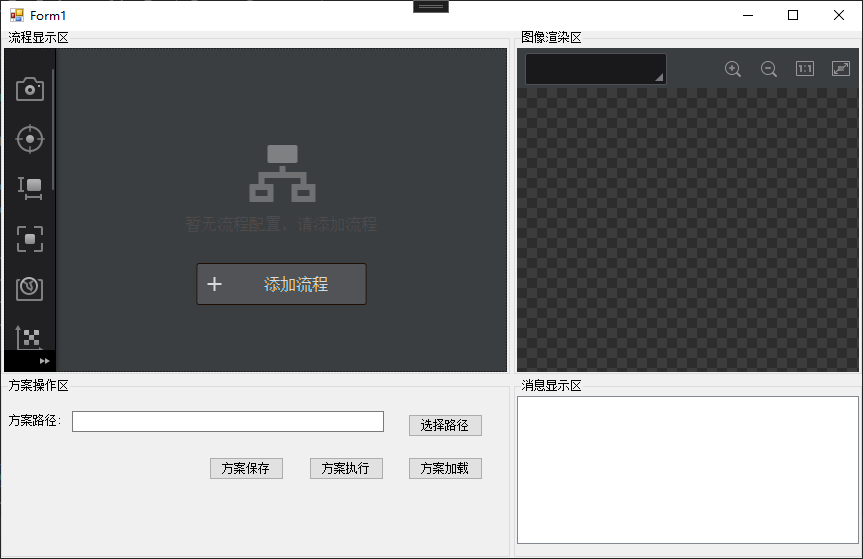 Form1
流程显示区
图像渲染区
1:1
暂无流程配置，请添加流程
+ 添加流程
方案操作区
消息显示区
方案路径：
选择路径
方案保存
方案执行
方案加载